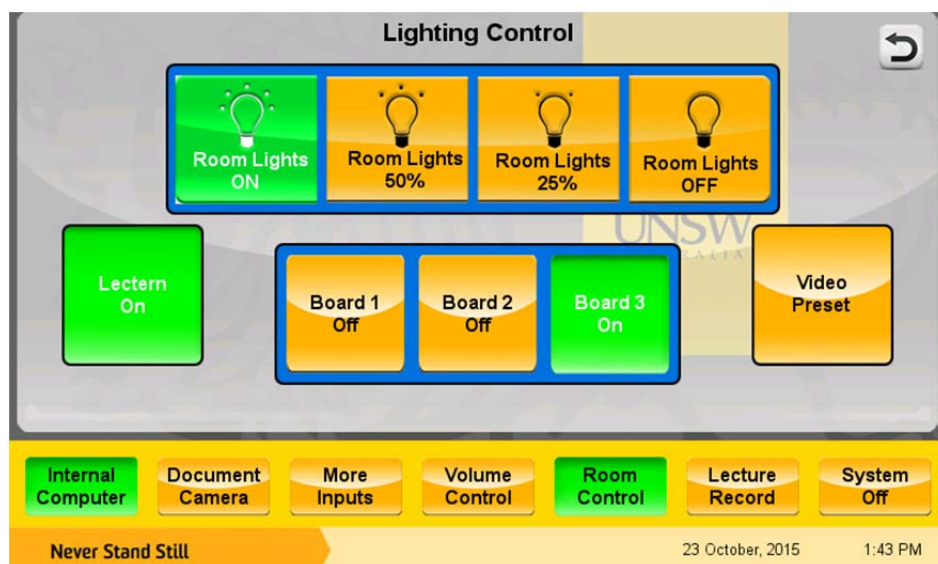 Lighting Control
Room Lights
ON
Room Lights
50%
Room Lights
25%
Room Lights
OFF
UNSW
Lectern
On
Board 1
Off
Board 2
Off
Board 3
On
Video
Preset
Internal
Computer
Document
Camera
More
Inputs
Volume
Control
Room
Control
Lecture
Record
System
Off
Never Stand Still
23 October, 2015
1:43 PM